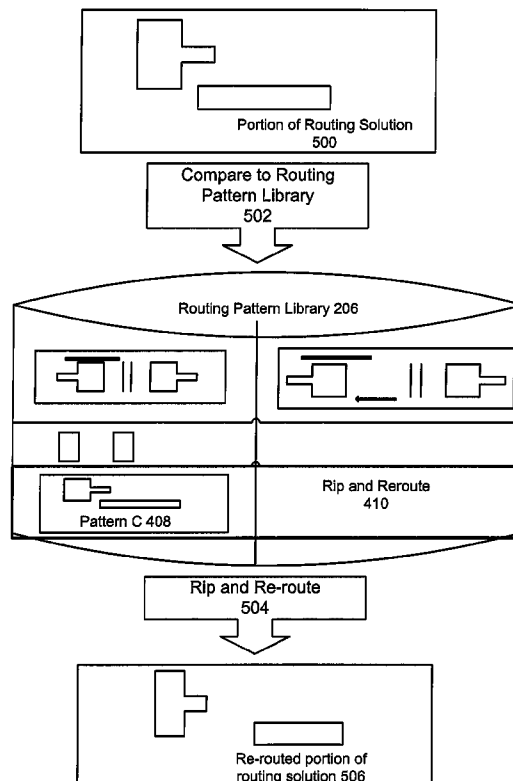 Portion of Routing Solution
500
Compare to Routing
Pattern Library
502
Routing Pattern Library 206
Pattern C 408
Rip and Reroute
410
Rip and Re-route
504
Re-routed portion of
routing solution 506